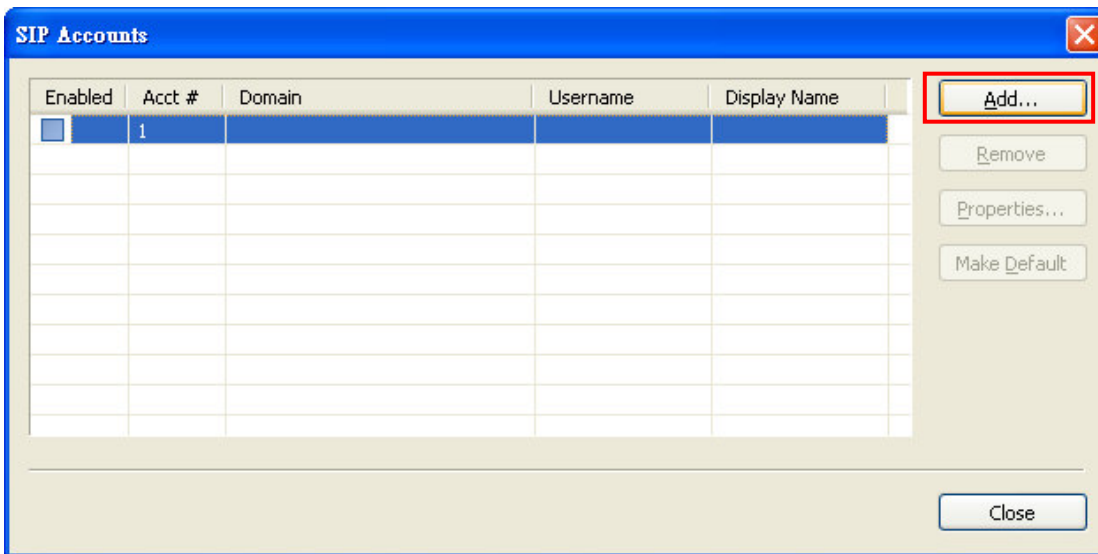 SIP Accounts
Enabled Acct # Domain Username Display Name
1
Add...
Remove
Properties...
Make Default
Close